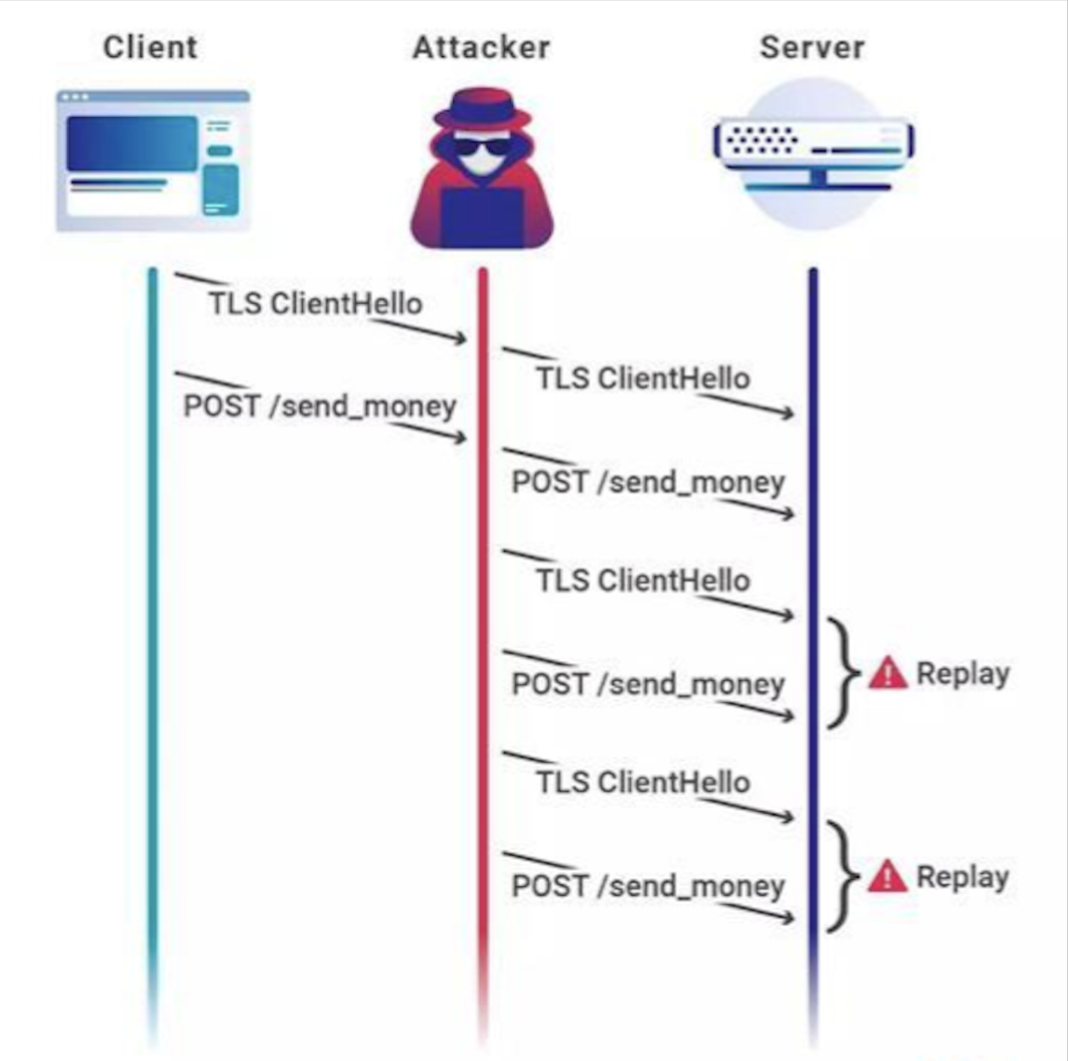 Client
Attacker
Server
TLS ClientHello
TLS ClientHello
POST /send_money
POST /send_money
TLS ClientHello
POST /send_money
Replay
TLS ClientHello
POST /send_money
Replay